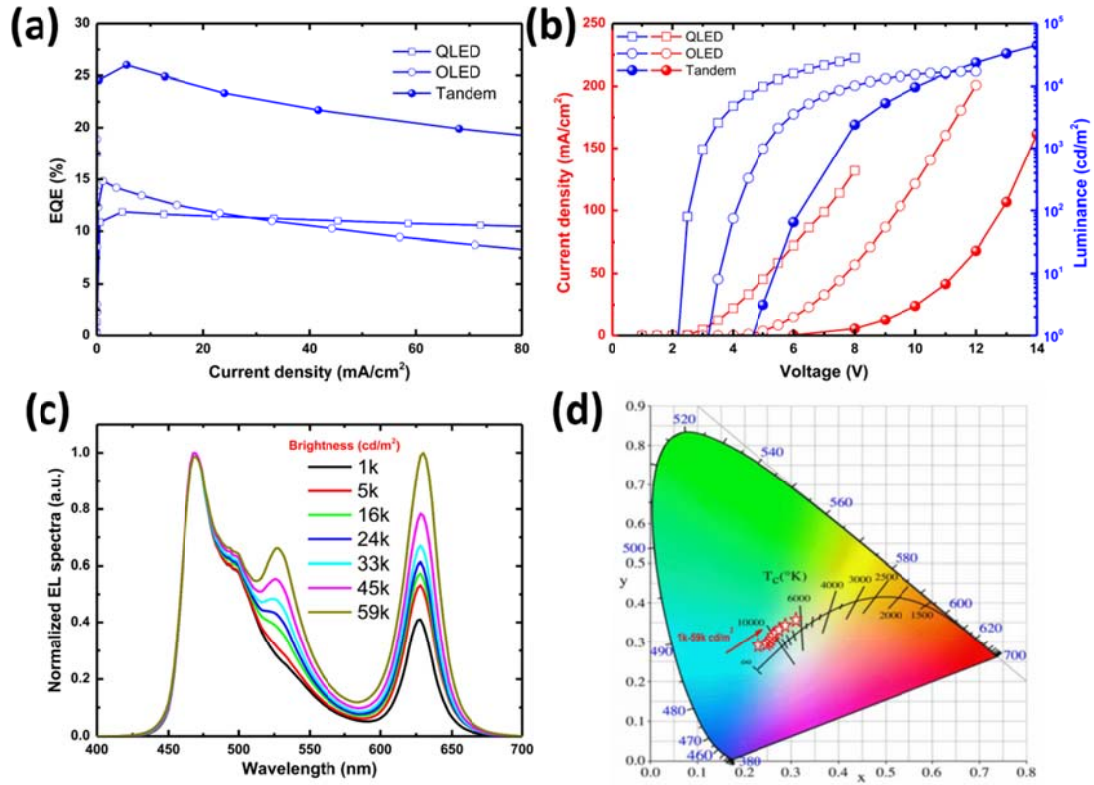 (a)
30
25
20
15
10
5
0
0 20 40 60 80
EQE (%)
Current density (mA/cm²)
QLED
OLED
Tandem
(b)
250
200
150
100
50
0
Current density (mA/cm²)
QLED
OLED
Tandem
10⁵
10⁴
10³
10²
10¹
10⁰
Luminance (cd/m²)
0 2 4 6 8 10 12 14
Voltage (V)
(c)
1.0
0.8
0.6
0.4
0.2
0.0
Normalized EL spectra (a.u.)
Brightness (cd/m²)
1k
5k
16k
24k
33k
45k
59k
400 450 500 550 600 650 700
Wavelength (nm)
(d)
0.9
0.8
0.7
0.6
0.5
y
0.4
0.3
0.2
0.1
0.0
520
540
560
500
580
Tc(°K)
4000 3000 2500
6000
600
2000 1500
10000
620
1k-59k cd/m²
490
700
∞
480
470
460
380
0.0 0.1 0.2 0.3 0.4 0.5 0.6 0.7 0.8
x